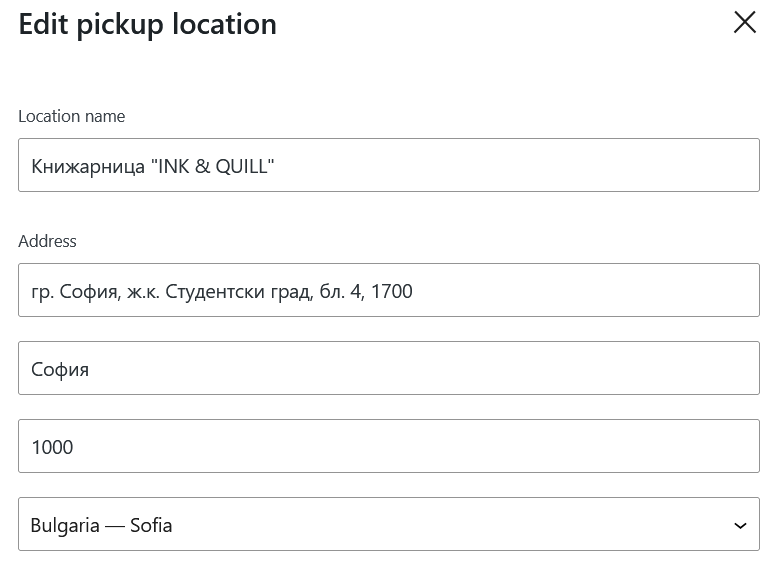 Edit pickup location
Location name
Книжарница "INK & QUILL"
Address
гр. София, ж.к. Студентски град, бл. 4, 1700
София
1000
Bulgaria — Sofia